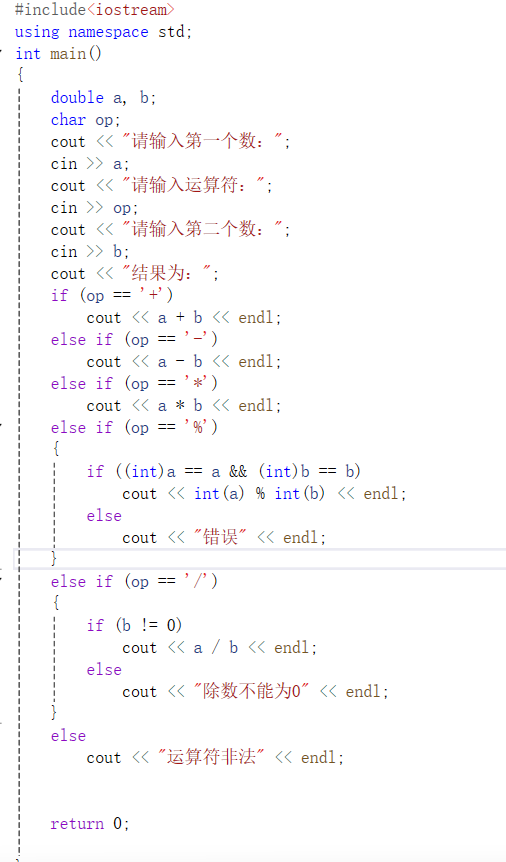 #include<iostream>
using namespace std;
int main()
{
    double a, b;
    char op;
    cout << "请输入第一个数：";
    cin >> a;
    cout << "请输入运算符：";
    cin >> op;
    cout << "请输入第二个数：";
    cin >> b;
    cout << "结果为：";
    if (op == '+')
        cout << a + b << endl;
    else if (op == '-')
        cout << a - b << endl;
    else if (op == '*')
        cout << a * b << endl;
    else if (op == '%')
    {
        if ((int)a == a && (int)b == b)
            cout << int(a) % int(b) << endl;
        else
            cout << "错误" << endl;
    }
    else if (op == '/')
    {
        if (b != 0)
            cout << a / b << endl;
        else
            cout << "除数不能为0" << endl;
    }
    else
        cout << "运算符非法" << endl;
    return 0;